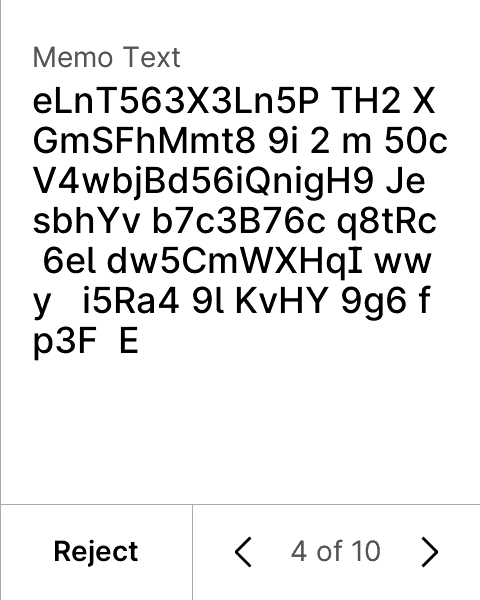 Memo Text
eLnT563X3Ln5P TH2 X
GmSFhMmt8 9i 2 m 50c
V4wbjBd56iQnigH9 Je
sbhYv b7c3B76c q8tRc
 6el dw5CmWXHqI ww
y   i5Ra4 9l KvHY 9g6 f
p3F  E
Reject
4 of 10